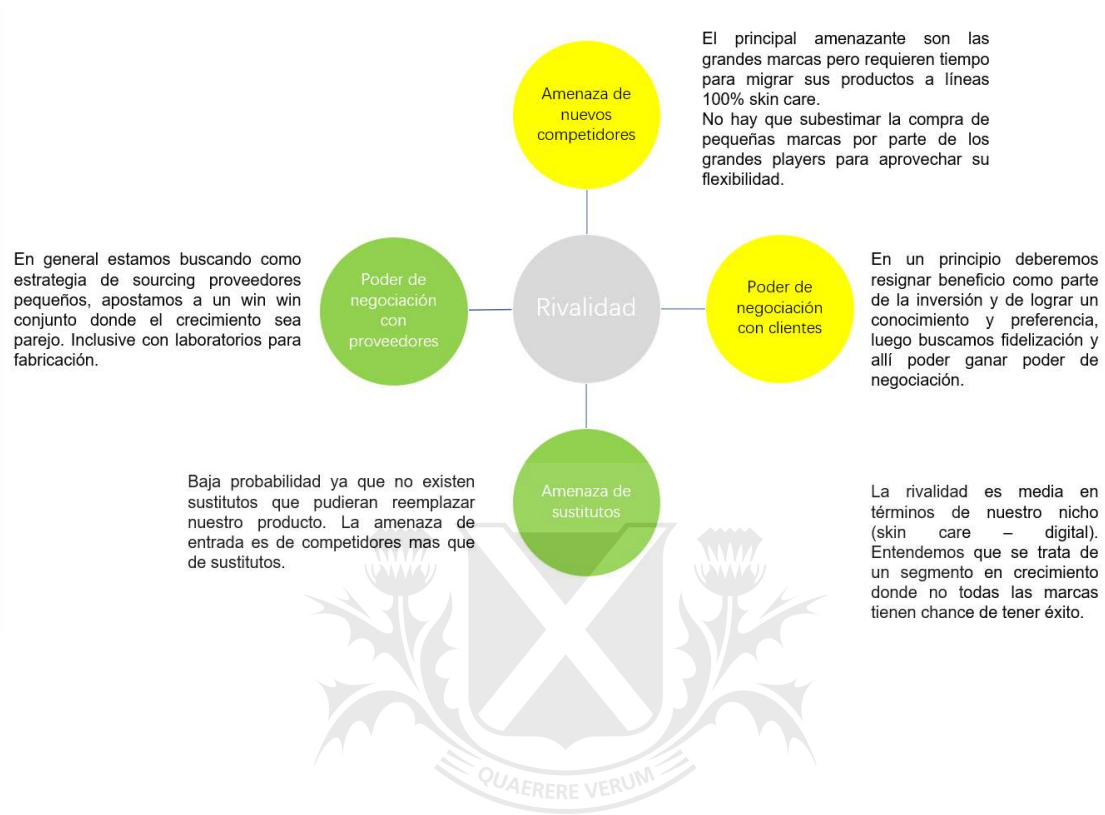 El principal amenazante son las
grandes marcas pero requieren tiempo
para migrar sus productos a líneas
100% skin care.
No hay que subestimar la compra de
pequeñas marcas por parte de los
grandes players para aprovechar su
flexibilidad.
Amenaza de
nuevos
competidores
En general estamos buscando como
estrategia de sourcing proveedores
pequeños, apostamos a un win win
conjunto donde el crecimiento sea
parejo. Inclusive con laboratorios para
fabricación.
Poder de
negociación
con
proveedores
Rivalidad
Poder de
negociación
con clientes
En un principio deberemos
resignar beneficio como parte
de la inversión y de lograr un
conocimiento y preferencia,
luego buscamos fidelización y
allí poder ganar poder de
negociación.
Baja probabilidad ya que no existen
sustitutos que pudieran reemplazar
nuestro producto. La amenaza de
entrada es de competidores mas que
de sustitutos.
Amenaza de
sustitutos
La rivalidad es media en
términos de nuestro nicho
(skin care – digital).
Entendemos que se trata de
un segmento en crecimiento
donde no todas las marcas
tienen chance de tener éxito.
QUAERERE VERUM